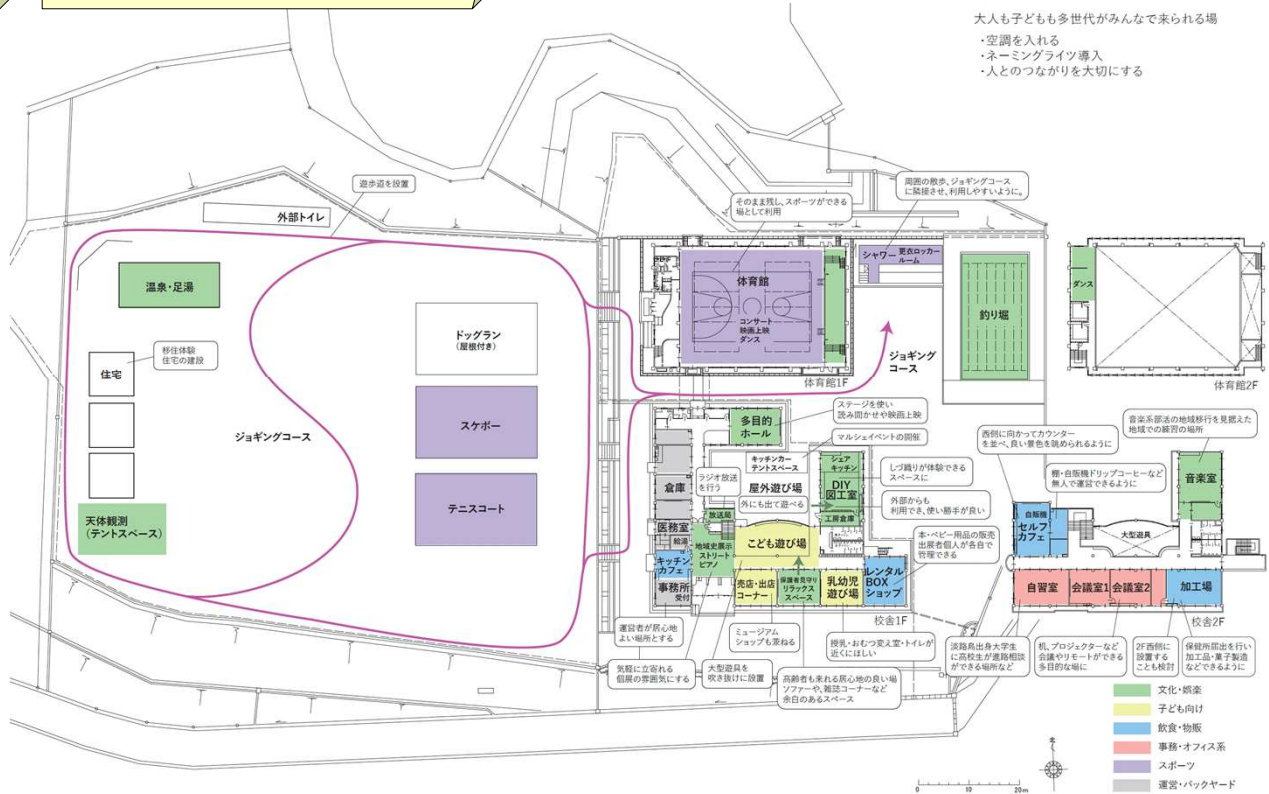 大人も子どもも多世代がみんなで来られる場
・空調を入れる
・ネーミングライツ導入
・人とのつながりを大切にする
遊歩道を設置
外部トイレ
温泉・足湯
移住体験
住宅の建設
住宅
天体観測
(テントスペース)
ジョギングコース
ドッグラン
(屋根付き)
スケボー
テニスコート
そのまま残し、スポーツができる
場として利用
周囲の散歩、ジョギングコース
に隣接させ、利用しやすいように。
シャワー
更衣ロッカー
ルーム
体育館
コンサート
映画上映
ダンス
体育館1F
ジョギング
コース
釣り堀
ダンス
体育館2F
ステージを使い
読み聞かせや映画上映
多目的
ホール
マルシェイベントの開催
キッチンカー
テントスペース
屋外遊び場
ラジオ放送
を行う
外にも出て遊べる
シェア
キッチン
DIY
図工室
工房倉庫
しづ織りが体験できる
スペースに
外部からも
利用でき、使い勝手が良い
倉庫
医務室
給湯
放送局
キッチン
カフェ
事務所
受付
地域史展示
ストリート
ピアノ
こども遊び場
売店・出店
コーナー
保護者見守り
リラックス
スペース
乳幼児
遊び場
レンタル
BOX
ショップ
本・ベビー用品の販売
出展者個人が各自で
管理できる
校舎1F
運営者が居心地
よい場所とする
気軽に立寄れる
個展の雰囲気にする
大型遊具を
吹き抜けに設置
ミュージアム
ショップも兼ねる
高齢者も来れる居心地の良い場
ソファーや、雑誌コーナーなど
余白のあるスペース
授乳・おむつ変え室・トイレが
近くにほしい
西側に向かってカウンター
を並べ、良い景色を眺められるように
棚・自販機ドリップコーヒーなど
無人で運営できるように
音楽系部活の地域移行を見据えた
地域での練習の場所
音楽室
自販機
セルフ
カフェ
大型遊具
自習室
会議室1
会議室2
加工場
校舎2F
淡路島出身大学生
に高校生が進路相談
ができる場所など
机、プロジェクターなど
会議やリモートができる
多目的な場に
2F西側に
設置する
ことも検討
保健所届出を行い
加工品・菓子製造
などできるように
文化・娯楽
子ども向け
飲食・物販
事務・オフィス系
スポーツ
運営・バックヤード
0 10 20m